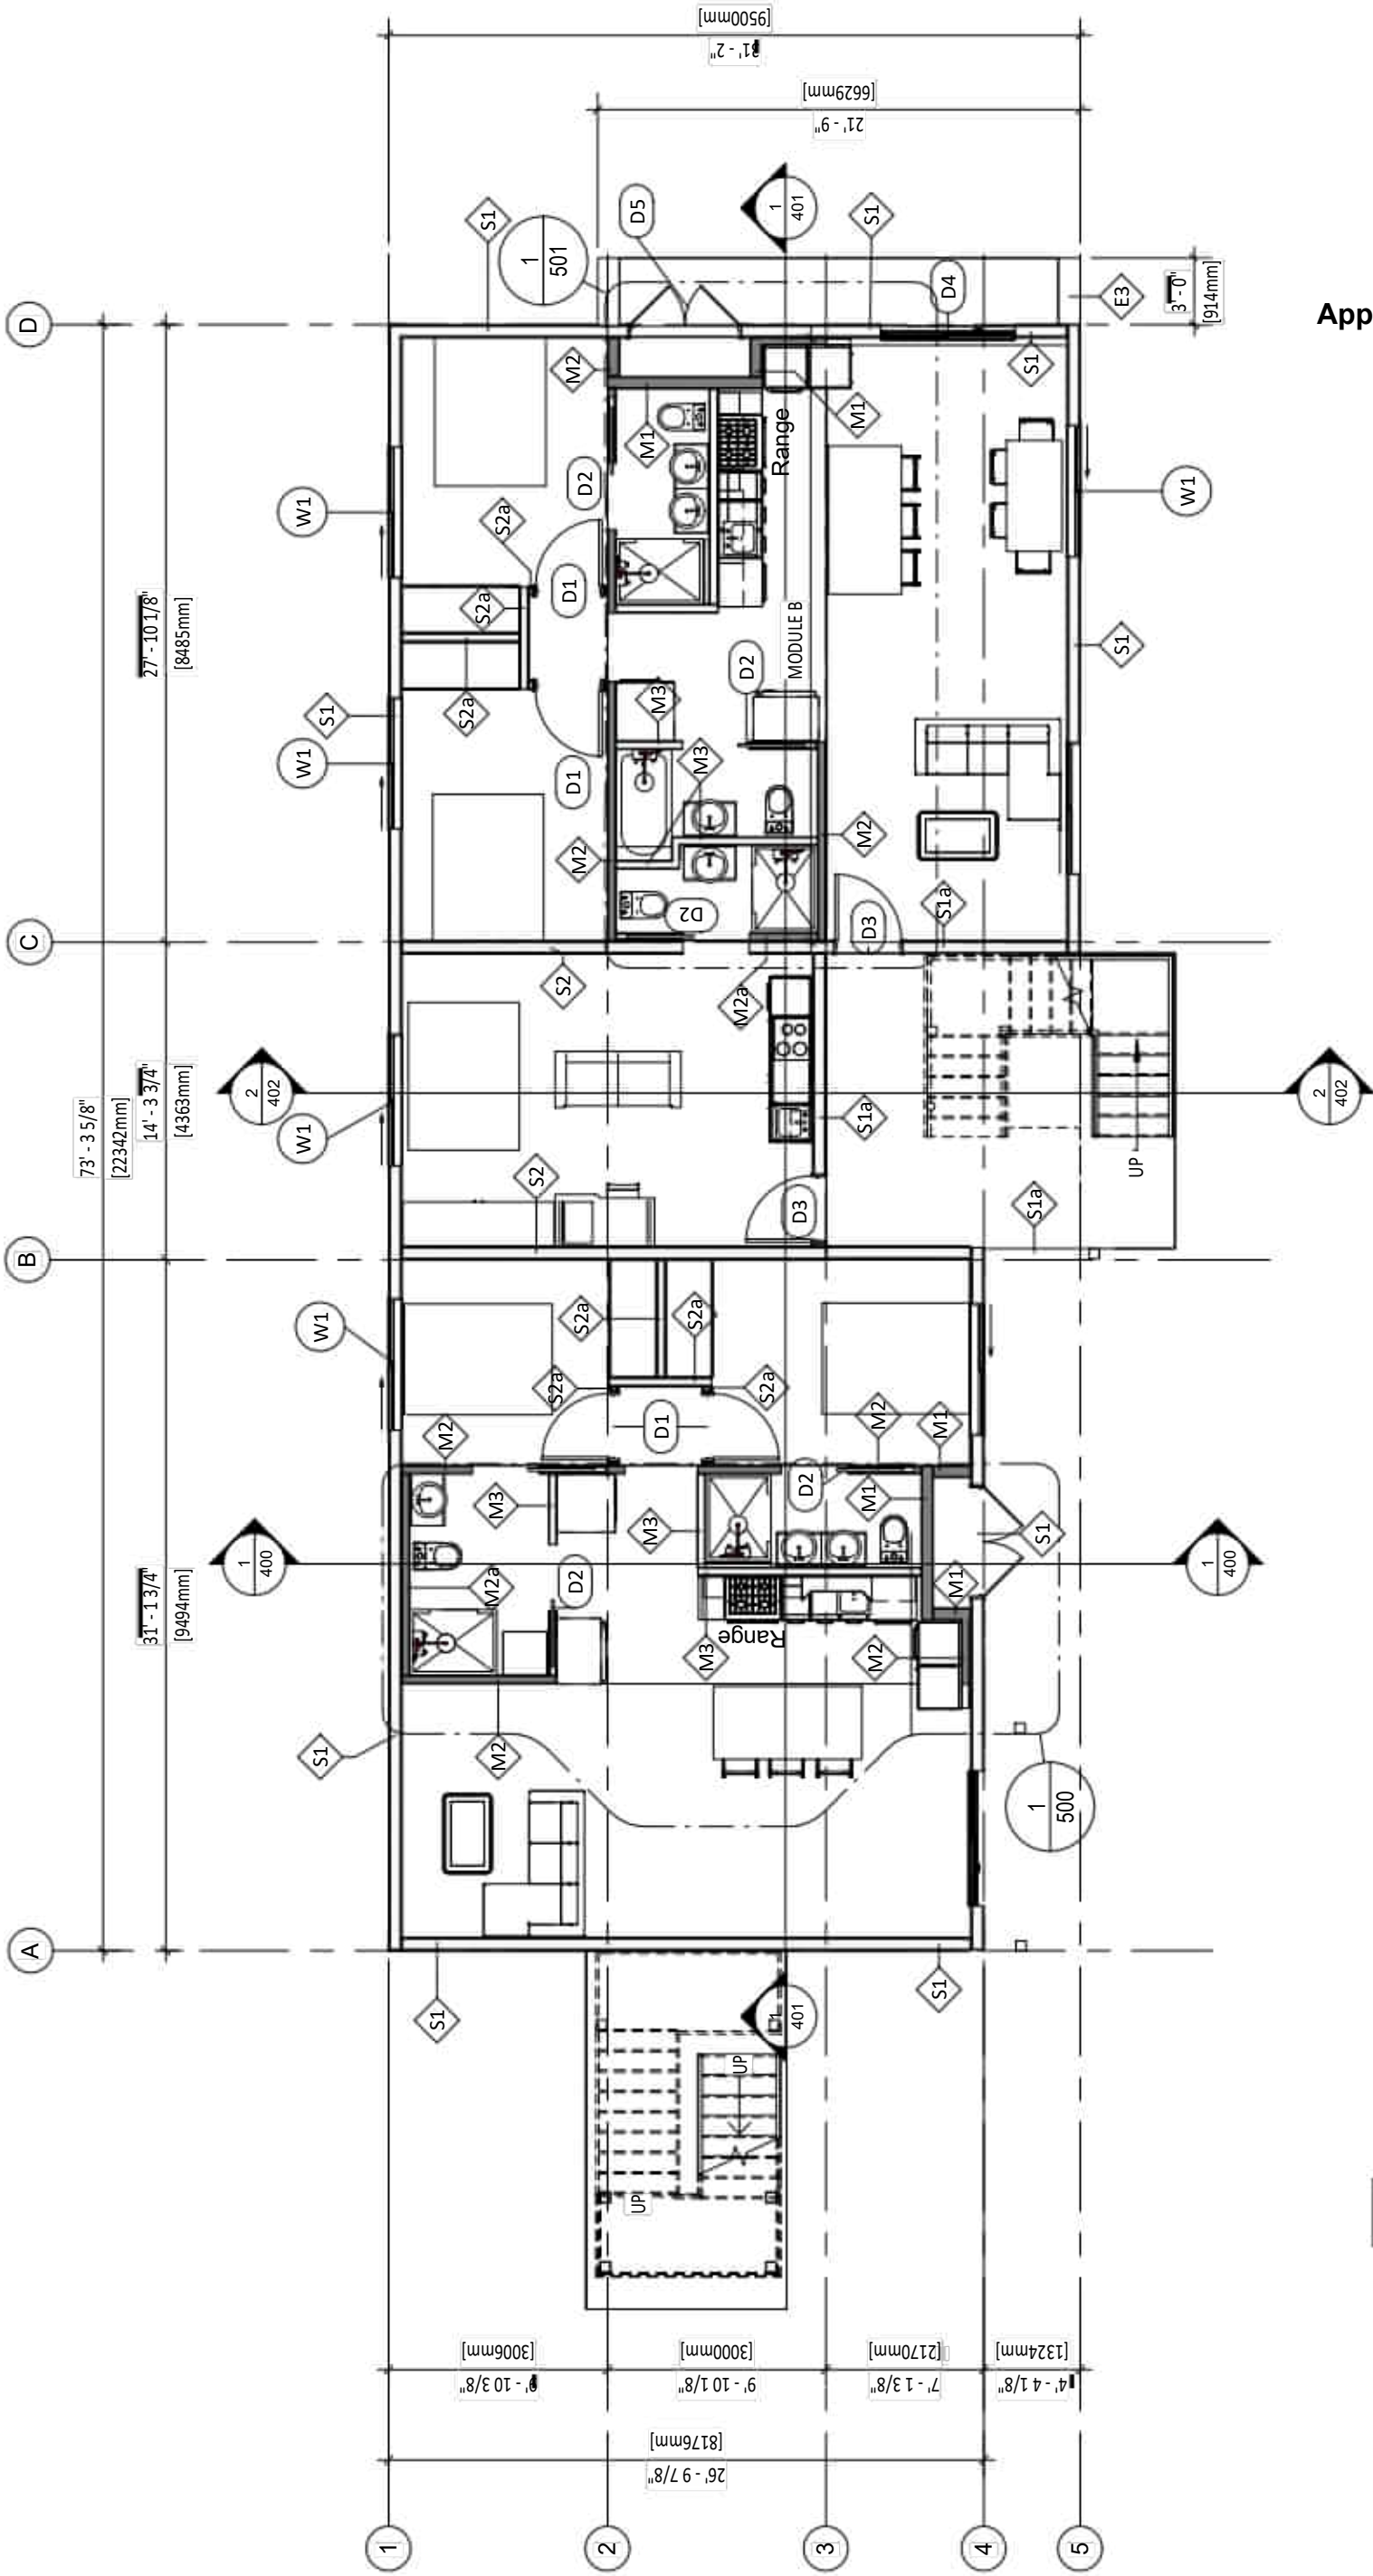 D
C
B
A
73' - 3 5/8"
[22342mm]
27' - 10 1/8"
[8485mm]
14' - 3 3/4"
[4363mm]
31' - 1 3/4"
[9494mm]
31' - 2"
[9500mm]
21' - 9"
[6629mm]
3' - 0"
[914mm]
App
S1
1
501
D5
1
401
S1
D4
E3
W1
M2
M1
D2
S2a
Range
M1
S1
W1
S2a
D1
MODULE B
D2
S1
S2a
S1
W1
M3
M3
D1
M2
M2
D2
D3
S1a
S2
M2a
2
402
W1
S1a
2
402
S2
D3
UP
S1a
W1
S2a
S2a
S2a
S2a
D1
M2
M2
M1
D2
M1
M3
M3
S1
1
400
1
400
M2a
D2
M1
Range
M3
M2
S1
M2
1
500
S1
S1
1
401
UP
UP
9' - 10 3/8"
[3006mm]
9' - 10 1/8"
[3000mm]
7' - 1 3/8"
[2170mm]
4' - 4 1/8"
[1324mm]
26' - 9 7/8"
[8176mm]
1
2
3
4
5